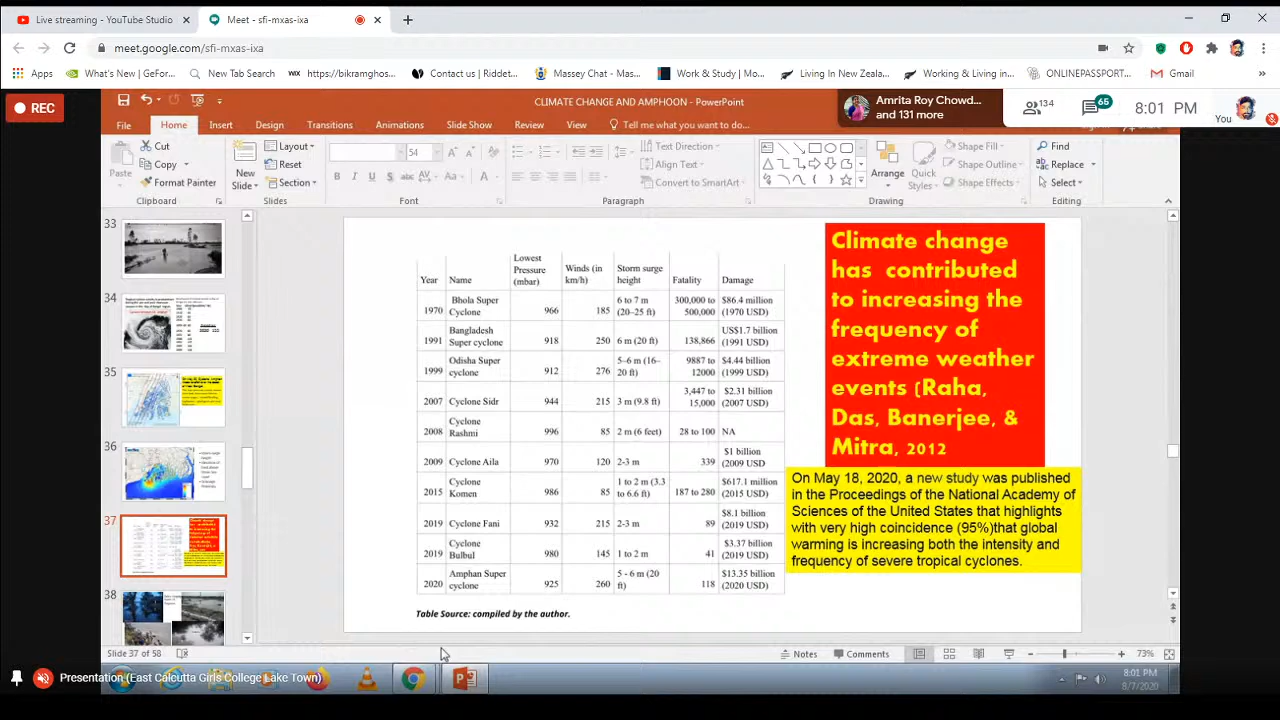 Live streaming - YouTube Studio
Meet - sfi-mxas-ixa
meet.google.com/sfi-mxas-ixa
Apps
What's New | GeFor...
New Tab Search
WIX
https://bikramghos...
Contact us | Riddet...
Massey Chat - Mas...
Work & Study | Mo...
Living In New Zeala...
Working & Living in...
ONLINEPASSPORT...
Gmail
REC
CLIMATE CHANGE AND AMPHOON - PowerPoint
Amrita Roy Chowd...
and 131 more
134
65
8:01 PM
You
File
Home
Insert
Design
Transitions
Animations
Slide Show
Review
View
Tell me what you want to do...
Paste
Cut
Copy
Format Painter
Clipboard
New
Slide
Layout
Reset
Section
Slides
54
B I U S abc AV Aa A
Font
Text Direction
Align Text
Convert to SmartArt
Paragraph
Arrange
Quick
Styles
Shape Fill
Shape Outline
Shape Effects
Drawing
Find
Replace
Select
Editing
33
34
35
36
37
38
Year Name Lowest Pressure (mbar) Winds (in km/h) Storm surge height Fatality Damage
1970 Bhola Super Cyclone 966 185 6 to 7 m (20–25 ft) 300,000 to 500,000 $86.4 million (1970 USD)
1991 Bangladesh Super cyclone 918 250 6 m (20 ft) 138,866 US$1.7 billion (1991 USD)
1999 Odisha Super cyclone 912 276 5–6 m (16–20 ft) 9887 to 12000 $4.44 billion (1999 USD)
2007 Cyclone Sidr 944 215 3 m (9.8 ft) 3,447 to 15,000 $2.31 billion (2007 USD)
2008 Cyclone Rashmi 996 85 2 m (6 feet) 28 to 100 NA
2009 Cyclone Aila 970 120 2-3 m 339 $1 billion (2009 USD
2015 Cyclone Komen 986 85 1 to 2 m (3.3 to 6.6 ft) 187 to 280 $617.1 million (2015 USD)
2019 Cyclone Fani 932 215 2-3 m 89 $8.1 billion (2019 USD)
2019 Cyclone Bulbul 980 145 1 to 2 m 41 $3.37 billion (2019 USD)
2020 Amphan Super cyclone 925 260 5 - 6 m (20 ft) 118 $13.35 billion (2020 USD)
Table Source: compiled by the author.
Climate change
has contributed
to increasing the
frequency of
extreme weather
events (Raha,
Das, Banerjee, &
Mitra, 2012
On May 18, 2020, a new study was published
in the Proceedings of the National Academy of
Sciences of the United States that highlights
with very high coincidence (95%)that global
warming is increasing both the intensity and
frequency of severe tropical cyclones.
Slide 37 of 58
Notes
Comments
73%
Presentation (East Calcutta Girls College Lake Town)
8:01 PM
8/7/2020